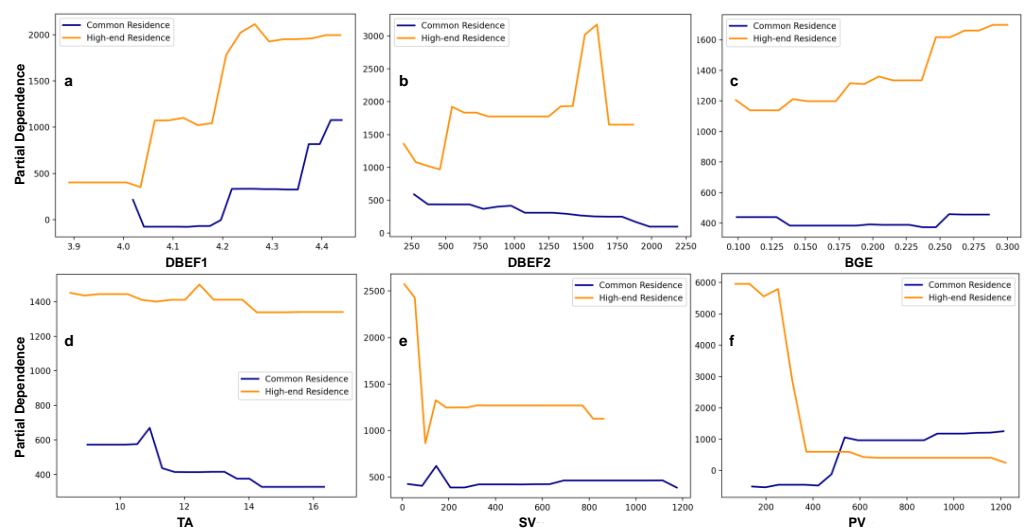 Common Residence
High-end Residence
a
Partial Dependence
2000
1500
1000
500
0
3.9 4.0 4.1 4.2 4.3 4.4
DBEF1
Common Residence
High-end Residence
b
3000
2500
2000
1500
1000
500
0
250 500 750 1000 1250 1500 1750 2000 2250
DBEF2
Common Residence
High-end Residence
c
1600
1400
1200
1000
800
600
400
0.100 0.125 0.150 0.175 0.200 0.225 0.250 0.275 0.300
BGE
d
Partial Dependence
Common Residence
High-end Residence
1400
1200
1000
800
600
400
10 12 14 16
TA
Common Residence
High-end Residence
e
2500
2000
1500
1000
500
0 200 400 600 800 1000 1200
SV
Common Residence
High-end Residence
f
6000
5000
4000
3000
2000
1000
0
200 400 600 800 1000 1200
PV